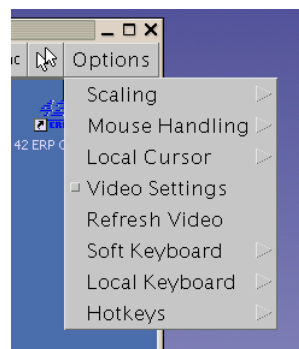 Options
42 ERP
Scaling
Mouse Handling
Local Cursor
Video Settings
Refresh Video
Soft Keyboard
Local Keyboard
Hotkeys